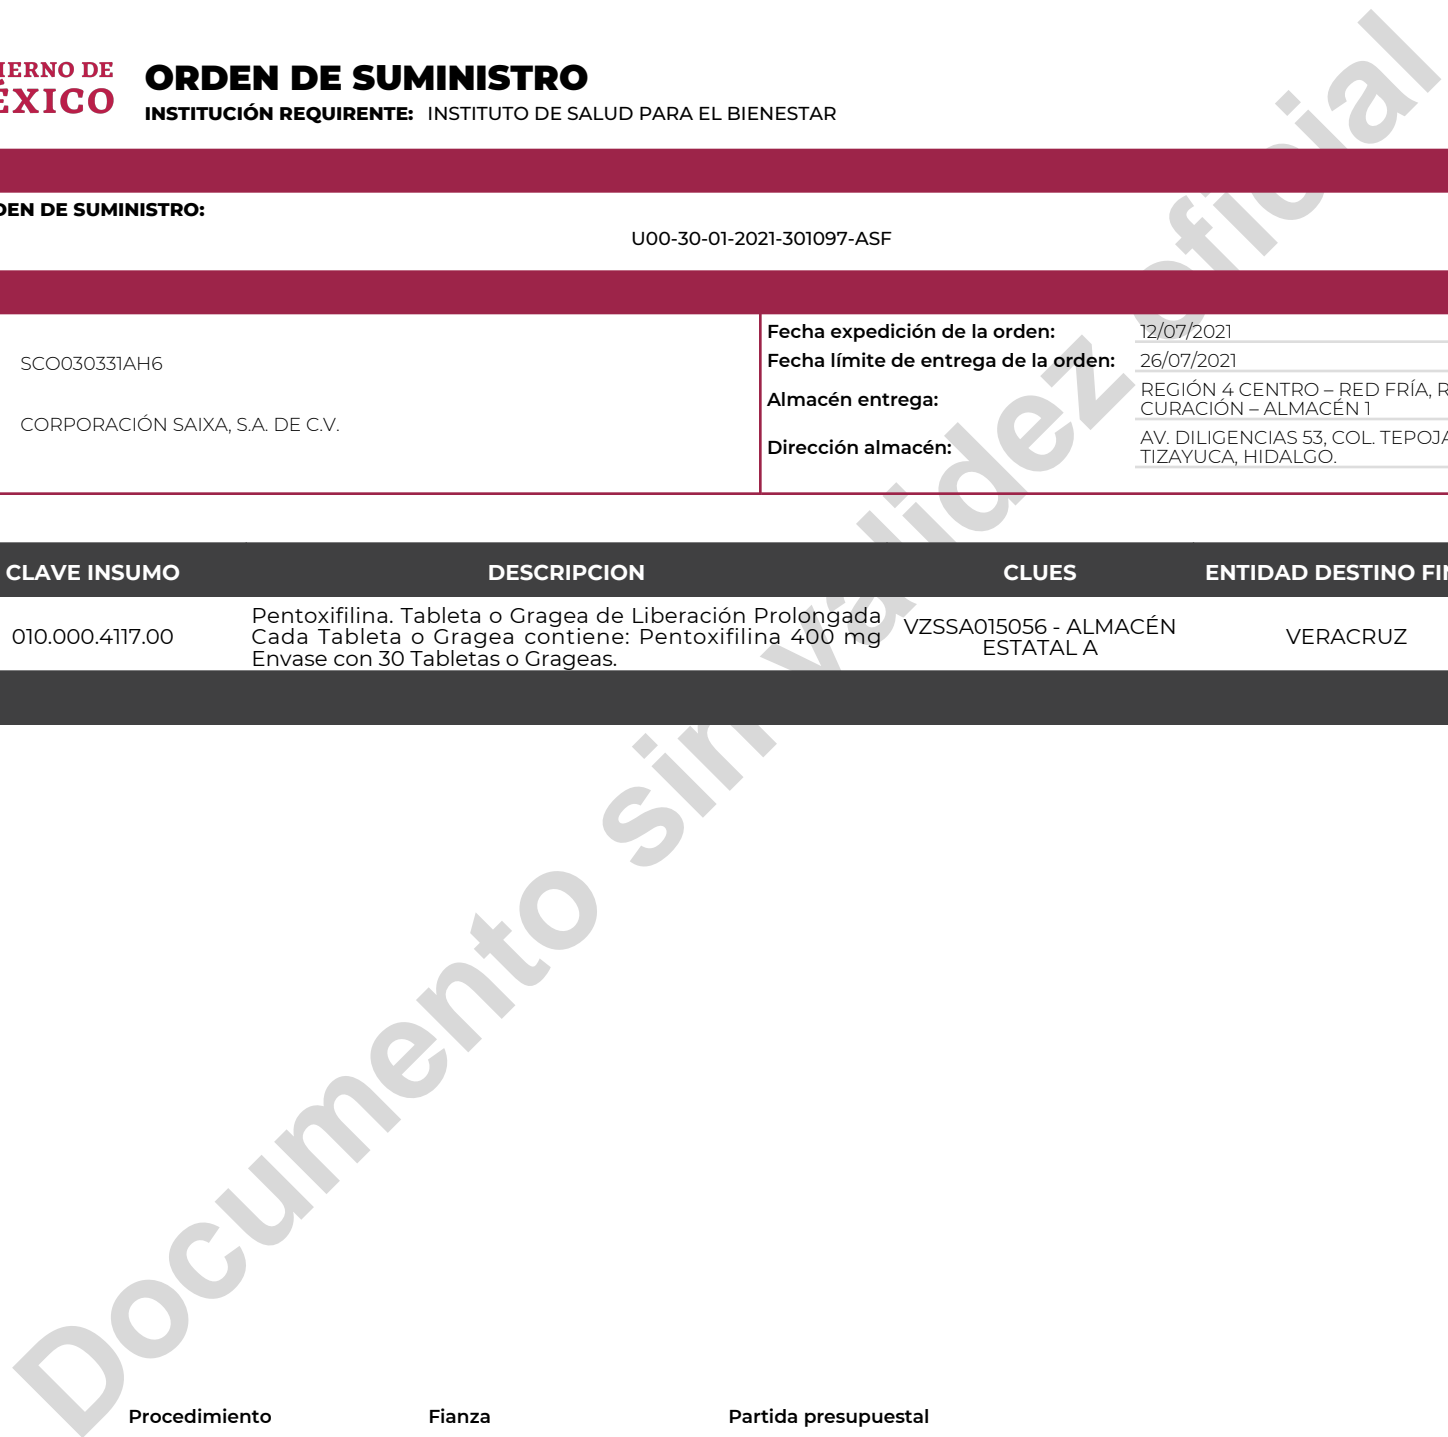 IERNO DE
ÉXICO
ORDEN DE SUMINISTRO
INSTITUCIÓN REQUIRENTE: INSTITUTO DE SALUD PARA EL BIENESTAR
DEN DE SUMINISTRO:
U00-30-01-2021-301097-ASF
SCO030331AH6
CORPORACIÓN SAIXA, S.A. DE C.V.
Fecha expedición de la orden: 12/07/2021
Fecha límite de entrega de la orden: 26/07/2021
Almacén entrega: REGIÓN 4 CENTRO – RED FRÍA, R
CURACIÓN – ALMACÉN 1
Dirección almacén: AV. DILIGENCIAS 53, COL. TEPOJA
TIZAYUCA, HIDALGO.
CLAVE INSUMO DESCRIPCION CLUES ENTIDAD DESTINO FIN
010.000.4117.00
Pentoxifilina. Tableta o Gragea de Liberación Prolongada
Cada Tableta o Gragea contiene: Pentoxifilina 400 mg
Envase con 30 Tabletas o Grageas.
VZSSA015056 - ALMACÉN
ESTATAL A
VERACRUZ
Documento sin validez oficial
Procedimiento Fianza Partida presupuestal